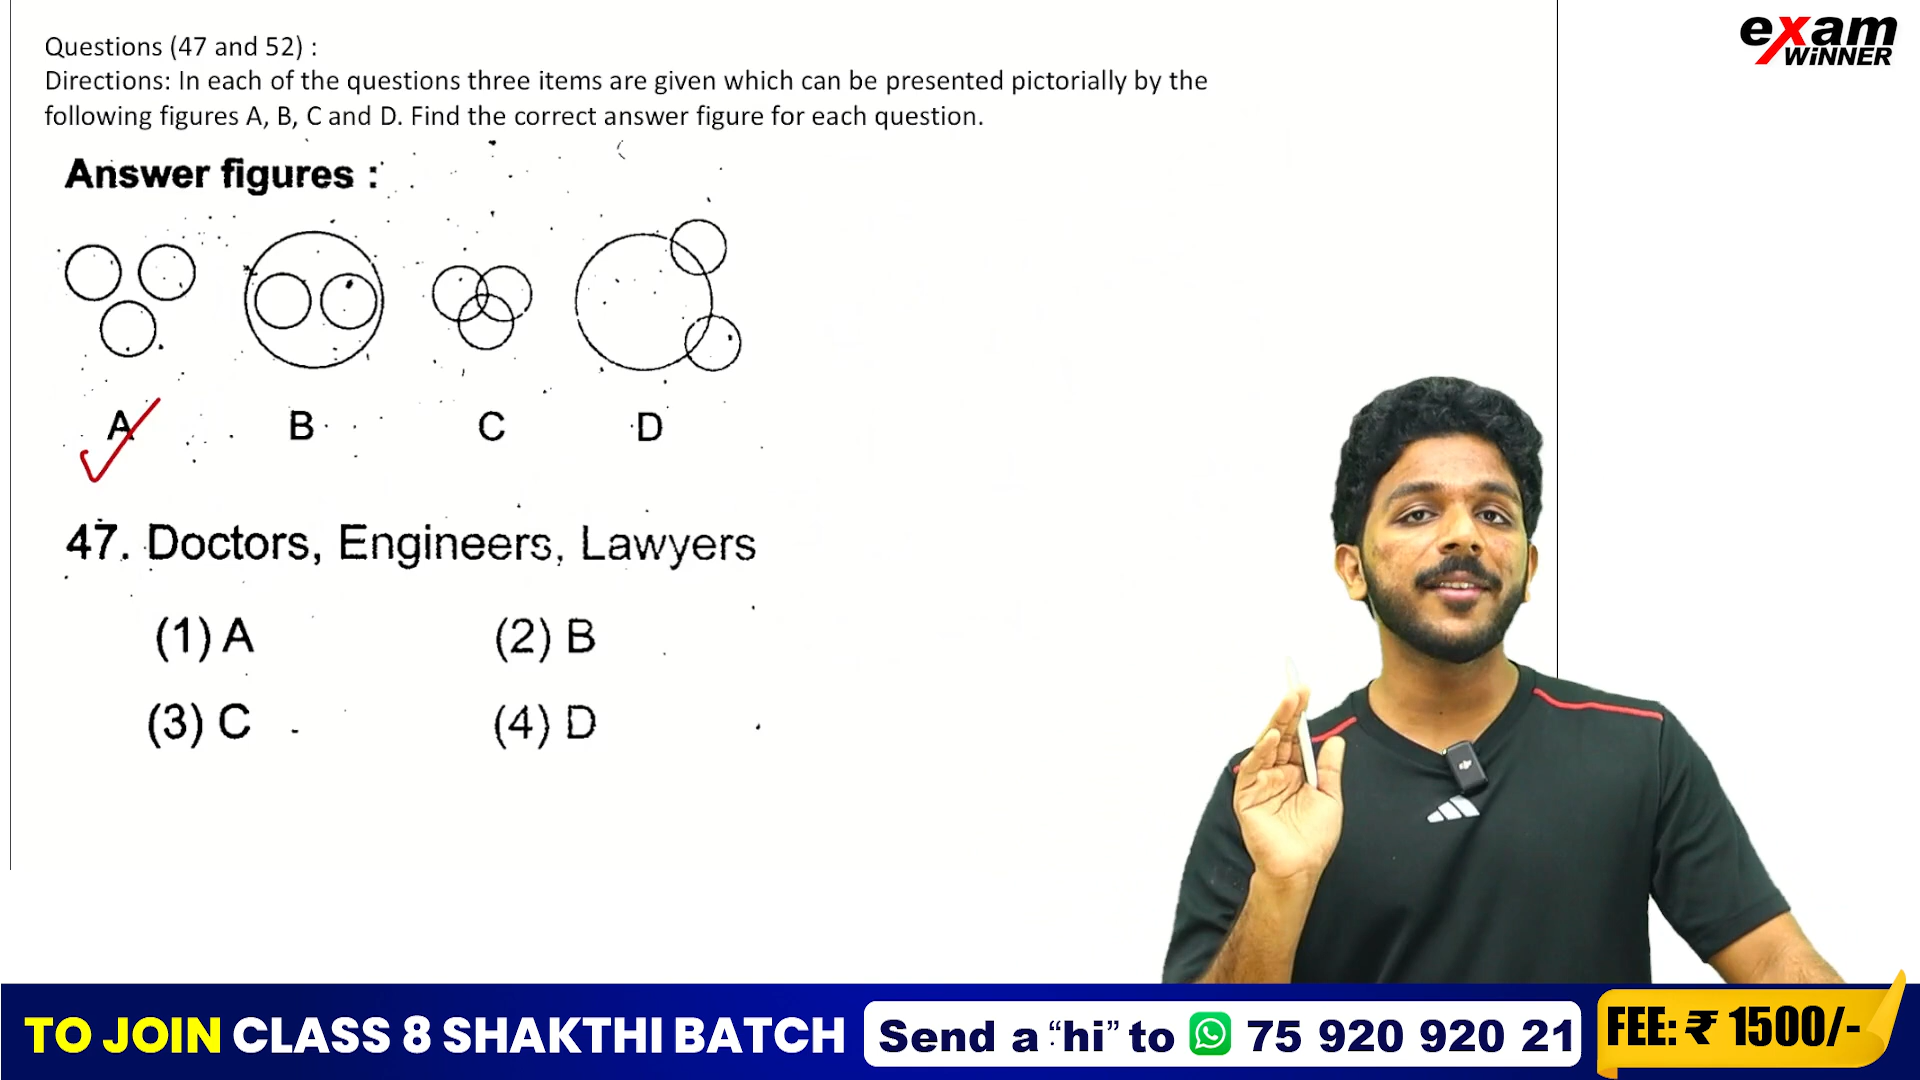 exam
WiNNER
Questions (47 and 52) :
Directions: In each of the questions three items are given which can be presented pictorially by the
following figures A, B, C and D. Find the correct answer figure for each question.
Answer figures :
A B C D
47. Doctors, Engineers, Lawyers
(1) A (2) B
(3) C (4) D
TO JOIN CLASS 8 SHAKTHI BATCH Send a “hi” to 75 920 920 21 FEE: ₹ 1500/-